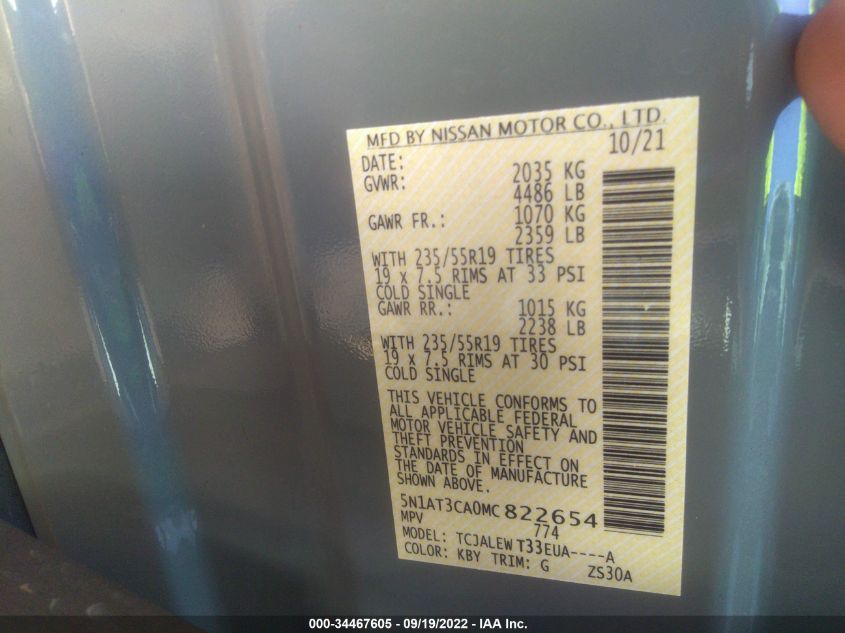 MFD BY NISSAN MOTOR CO., LTD.
DATE: 10/21
GVWR: 2035 KG
4486 LB
GAWR FR.: 1070 KG
2359 LB
WITH 235/55R19 TIRES
19 x 7.5 RIMS AT 33 PSI
COLD SINGLE
GAWR RR.: 1015 KG
2238 LB
WITH 235/55R19 TIRES
19 x 7.5 RIMS AT 30 PSI
COLD SINGLE
THIS VEHICLE CONFORMS TO
ALL APPLICABLE FEDERAL
MOTOR VEHICLE SAFETY AND
THEFT PREVENTION
STANDARDS IN EFFECT ON
THE DATE OF MANUFACTURE
SHOWN ABOVE.
5N1AT3CA0MC822654
MPV 774
MODEL: TCJALEW T33EUA----A
COLOR: KBY TRIM: G ZS30A
000-34467605 - 09/19/2022 - IAA Inc.